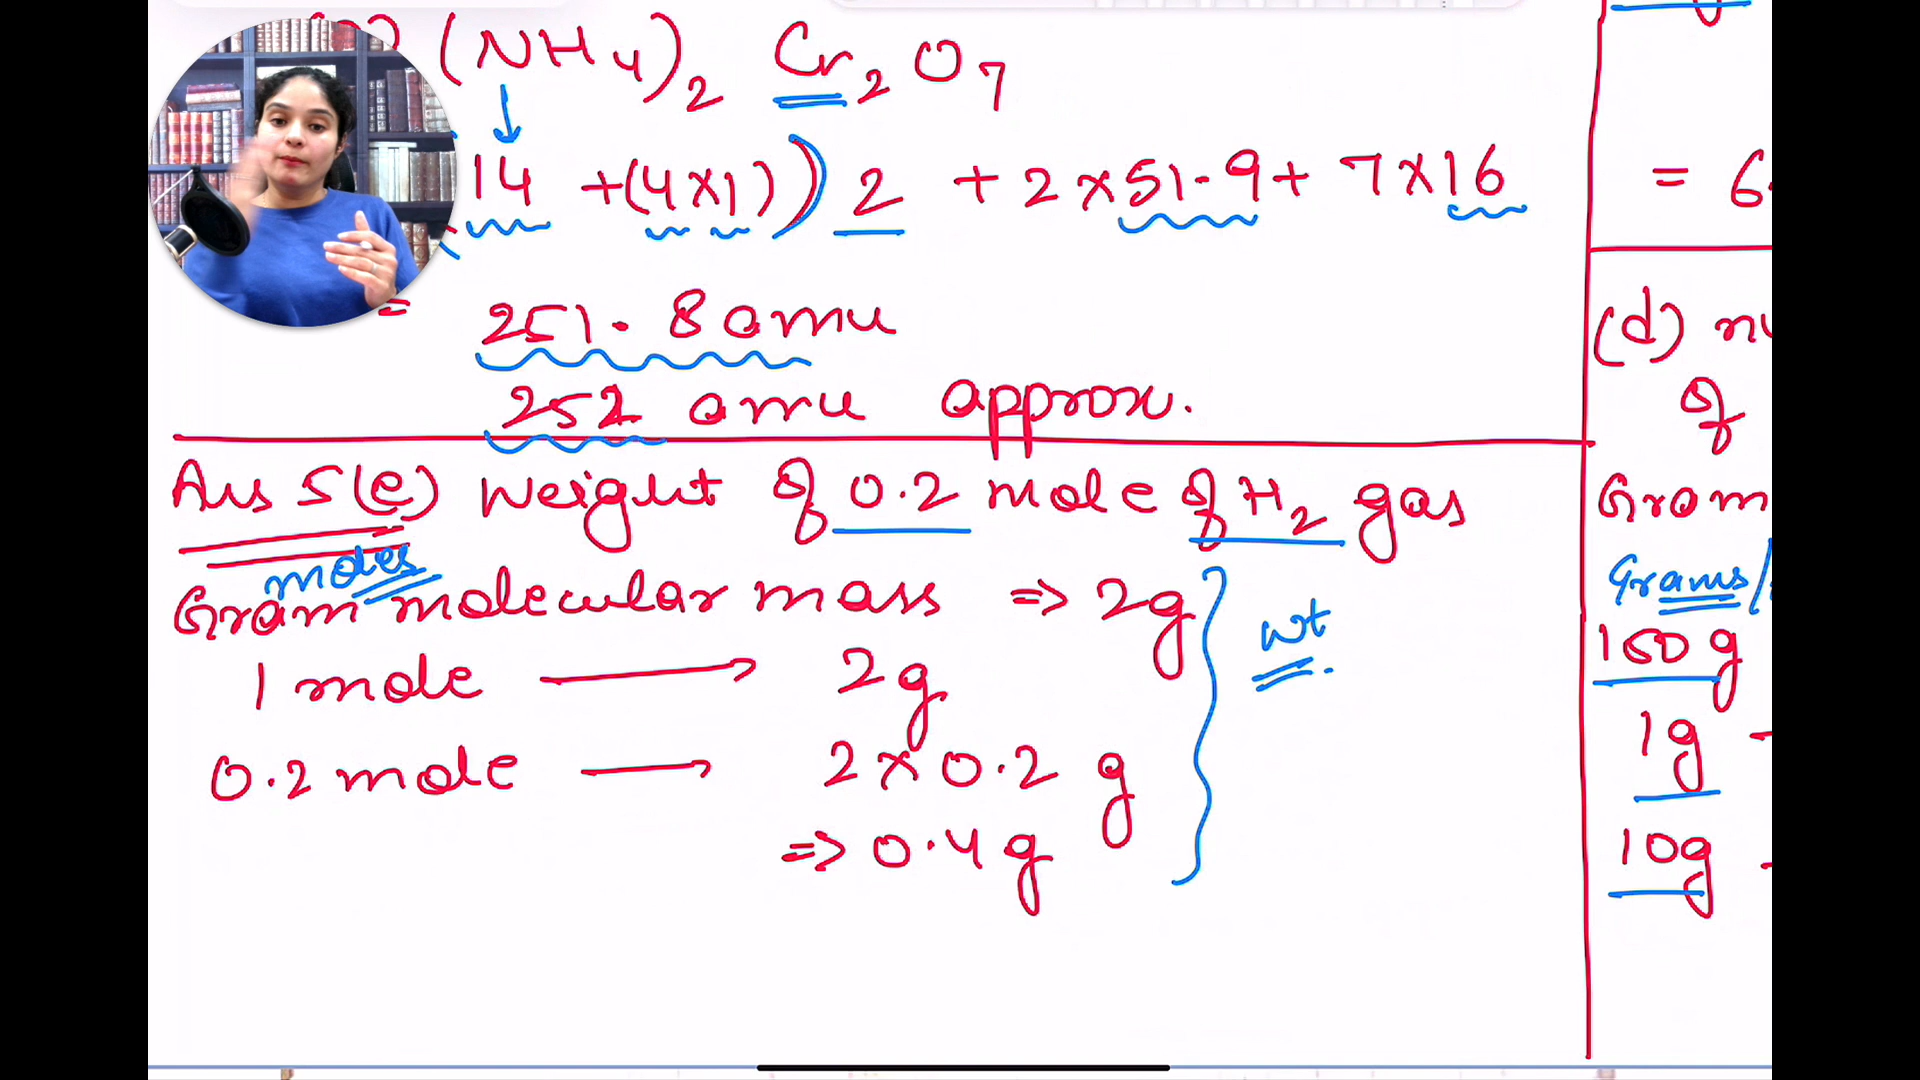 (NH4)2 Cr2O7
14 + (4×1)) 2 + 2×51.9 + 7×16
= 251.8 amu
252 amu approx.
Ans 5(e) Weight of 0.2 mole of H2 gas
moles
Gram molecular mass => 2g
wt.
1 mole ⟶ 2g
0.2 mole ⟶ 2×0.2 g
=> 0.4 g
= 6.
(d)
of
Gram
Grams/
1g
10g